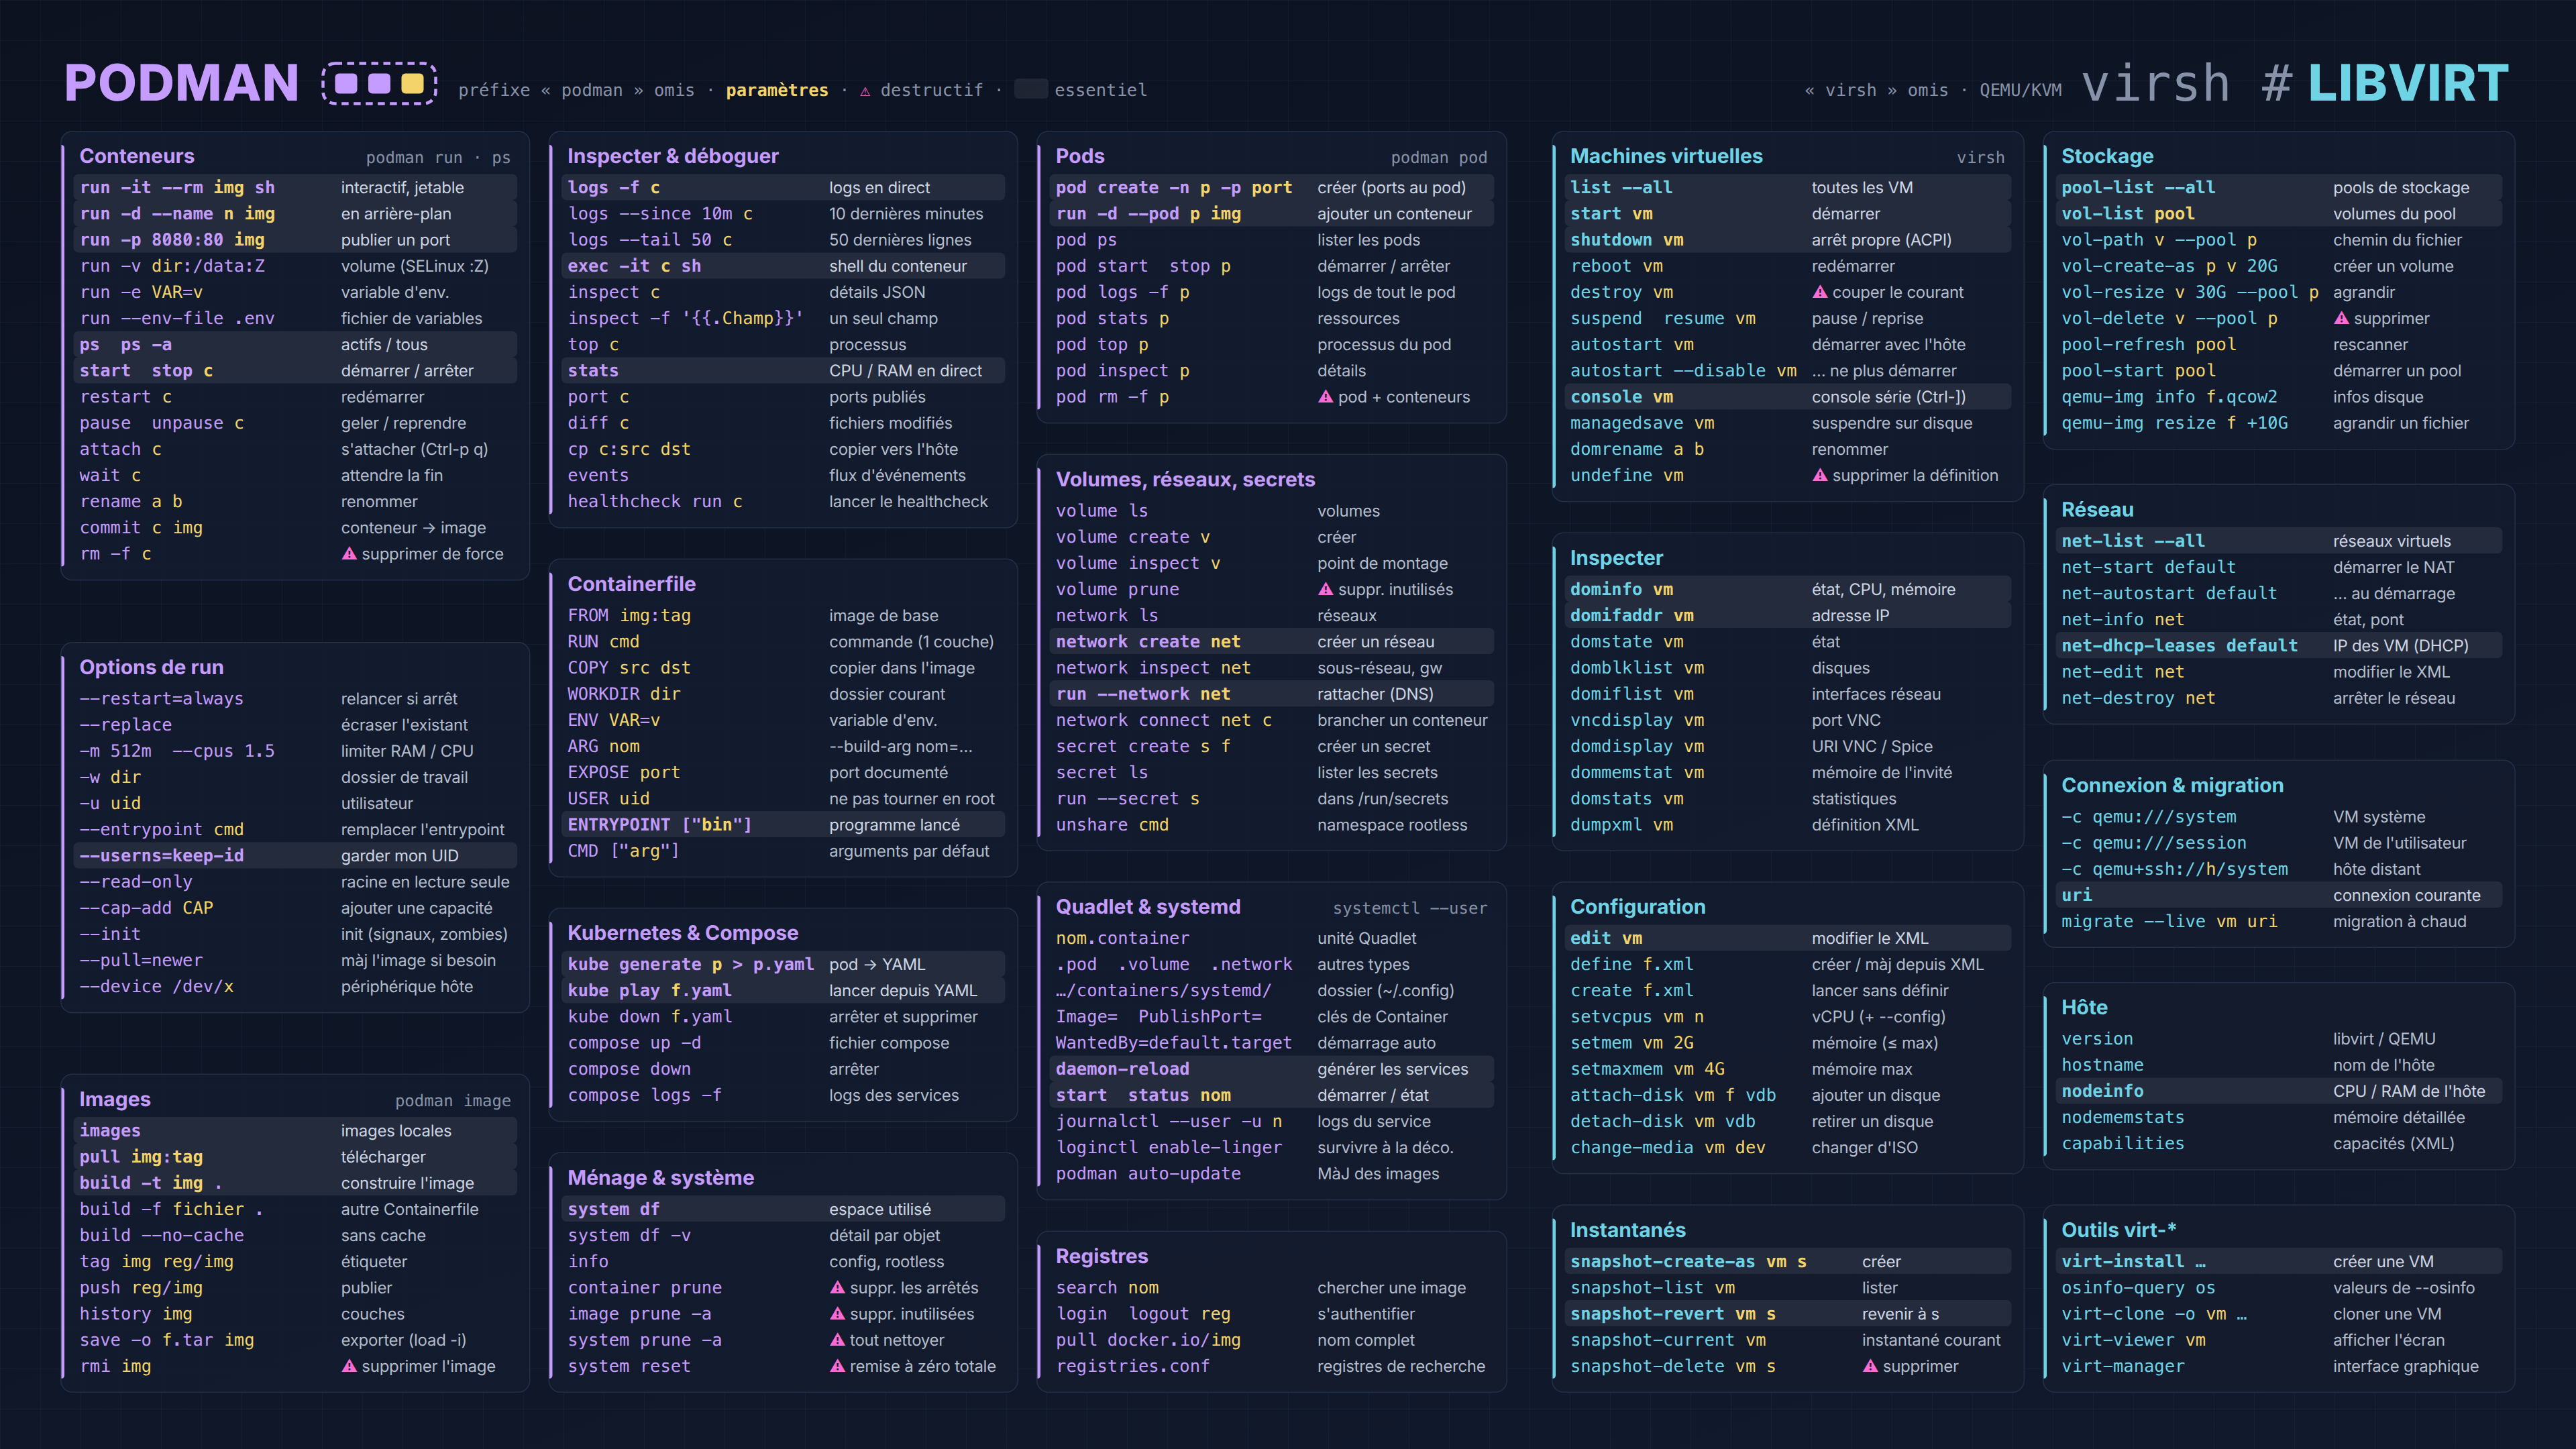 PODMAN
préfixe « podman » omis · paramètres · ⚠ destructif · essentiel
« virsh » omis · QEMU/KVM virsh # LIBVIRT
Conteneurs podman run · ps
run -it --rm img sh interactif, jetable
run -d --name n img en arrière-plan
run -p 8080:80 img publier un port
run -v dir:/data:Z volume (SELinux :Z)
run -e VAR=v variable d'env.
run --env-file .env fichier de variables
ps ps -a actifs / tous
start stop c démarrer / arrêter
restart c redémarrer
pause unpause c geler / reprendre
attach c s'attacher (Ctrl-p q)
wait c attendre la fin
rename a b renommer
commit c img conteneur → image
rm -f c ⚠ supprimer de force
Options de run
--restart=always relancer si arrêt
--replace écraser l'existant
-m 512m --cpus 1.5 limiter RAM / CPU
-w dir dossier de travail
-u uid utilisateur
--entrypoint cmd remplacer l'entrypoint
--userns=keep-id garder mon UID
--read-only racine en lecture seule
--cap-add CAP ajouter une capacité
--init init (signaux, zombies)
--pull=newer màj l'image si besoin
--device /dev/x périphérique hôte
Images podman image
images images locales
pull img:tag télécharger
build -t img . construire l'image
build -f fichier . autre Containerfile
build --no-cache sans cache
tag img reg/img étiqueter
push reg/img publier
history img couches
save -o f.tar img exporter (load -i)
rmi img ⚠ supprimer l'image
Inspecter & déboguer
logs -f c logs en direct
logs --since 10m c 10 dernières minutes
logs --tail 50 c 50 dernières lignes
exec -it c sh shell du conteneur
inspect c détails JSON
inspect -f '{{.Champ}}' un seul champ
top c processus
stats CPU / RAM en direct
port c ports publiés
diff c fichiers modifiés
cp c:src dst copier vers l'hôte
events flux d'événements
healthcheck run c lancer le healthcheck
Containerfile
FROM img:tag image de base
RUN cmd commande (1 couche)
COPY src dst copier dans l'image
WORKDIR dir dossier courant
ENV VAR=v variable d'env.
ARG nom --build-arg nom=…
EXPOSE port port documenté
USER uid ne pas tourner en root
ENTRYPOINT ["bin"] programme lancé
CMD ["arg"] arguments par défaut
Kubernetes & Compose
kube generate p > p.yaml pod → YAML
kube play f.yaml lancer depuis YAML
kube down f.yaml arrêter et supprimer
compose up -d fichier compose
compose down arrêter
compose logs -f logs des services
Ménage & système
system df espace utilisé
system df -v détail par objet
info config, rootless
container prune ⚠ suppr. les arrêtés
image prune -a ⚠ suppr. inutilisées
system prune -a ⚠ tout nettoyer
system reset ⚠ remise à zéro totale
Pods podman pod
pod create -n p -p port créer (ports au pod)
run -d --pod p img ajouter un conteneur
pod ps lister les pods
pod start stop p démarrer / arrêter
pod logs -f p logs de tout le pod
pod stats p ressources
pod top p processus du pod
pod inspect p détails
pod rm -f p ⚠ pod + conteneurs
Volumes, réseaux, secrets
volume ls volumes
volume create v créer
volume inspect v point de montage
volume prune ⚠ suppr. inutilisés
network ls réseaux
network create net créer un réseau
network inspect net sous-réseau, gw
run --network net rattacher (DNS)
network connect net c brancher un conteneur
secret create s f créer un secret
secret ls lister les secrets
run --secret s dans /run/secrets
unshare cmd namespace rootless
Quadlet & systemd systemctl --user
nom.container unité Quadlet
.pod .volume .network autres types
…/containers/systemd/ dossier (~/.config)
Image= PublishPort= clés de Container
WantedBy=default.target démarrage auto
daemon-reload générer les services
start status nom démarrer / état
journalctl --user -u n logs du service
loginctl enable-linger survivre à la déco.
podman auto-update MàJ des images
Registres
search nom chercher une image
login logout reg s'authentifier
pull docker.io/img nom complet
registries.conf registres de recherche
Machines virtuelles virsh
list --all toutes les VM
start vm démarrer
shutdown vm arrêt propre (ACPI)
reboot vm redémarrer
destroy vm ⚠ couper le courant
suspend resume vm pause / reprise
autostart vm démarrer avec l'hôte
autostart --disable vm … ne plus démarrer
console vm console série (Ctrl-])
managedsave vm suspendre sur disque
domrename a b renommer
undefine vm ⚠ supprimer la définition
Inspecter
dominfo vm état, CPU, mémoire
domifaddr vm adresse IP
domstate vm état
domblklist vm disques
domiflist vm interfaces réseau
vncdisplay vm port VNC
domdisplay vm URI VNC / Spice
dommemstat vm mémoire de l'invité
domstats vm statistiques
dumpxml vm définition XML
Configuration
edit vm modifier le XML
define f.xml créer / màj depuis XML
create f.xml lancer sans définir
setvcpus vm n vCPU (+ --config)
setmem vm 2G mémoire (≤ max)
setmaxmem vm 4G mémoire max
attach-disk vm f vdb ajouter un disque
detach-disk vm vdb retirer un disque
change-media vm dev changer d'ISO
Instantanés
snapshot-create-as vm s créer
snapshot-list vm lister
snapshot-revert vm s revenir à s
snapshot-current vm instantané courant
snapshot-delete vm s ⚠ supprimer
Stockage
pool-list --all pools de stockage
vol-list pool volumes du pool
vol-path v --pool p chemin du fichier
vol-create-as p v 20G créer un volume
vol-resize v 30G --pool p agrandir
vol-delete v --pool p ⚠ supprimer
pool-refresh pool rescanner
pool-start pool démarrer un pool
qemu-img info f.qcow2 infos disque
qemu-img resize f +10G agrandir un fichier
Réseau
net-list --all réseaux virtuels
net-start default démarrer le NAT
net-autostart default … au démarrage
net-info net état, pont
net-dhcp-leases default IP des VM (DHCP)
net-edit net modifier le XML
net-destroy net arrêter le réseau
Connexion & migration
-c qemu:///system VM système
-c qemu:///session VM de l'utilisateur
-c qemu+ssh://h/system hôte distant
uri connexion courante
migrate --live vm uri migration à chaud
Hôte
version libvirt / QEMU
hostname nom de l'hôte
nodeinfo CPU / RAM de l'hôte
nodememstats mémoire détaillée
capabilities capacités (XML)
Outils virt-*
virt-install … créer une VM
osinfo-query os valeurs de --osinfo
virt-clone -o vm … cloner une VM
virt-viewer vm afficher l'écran
virt-manager interface graphique